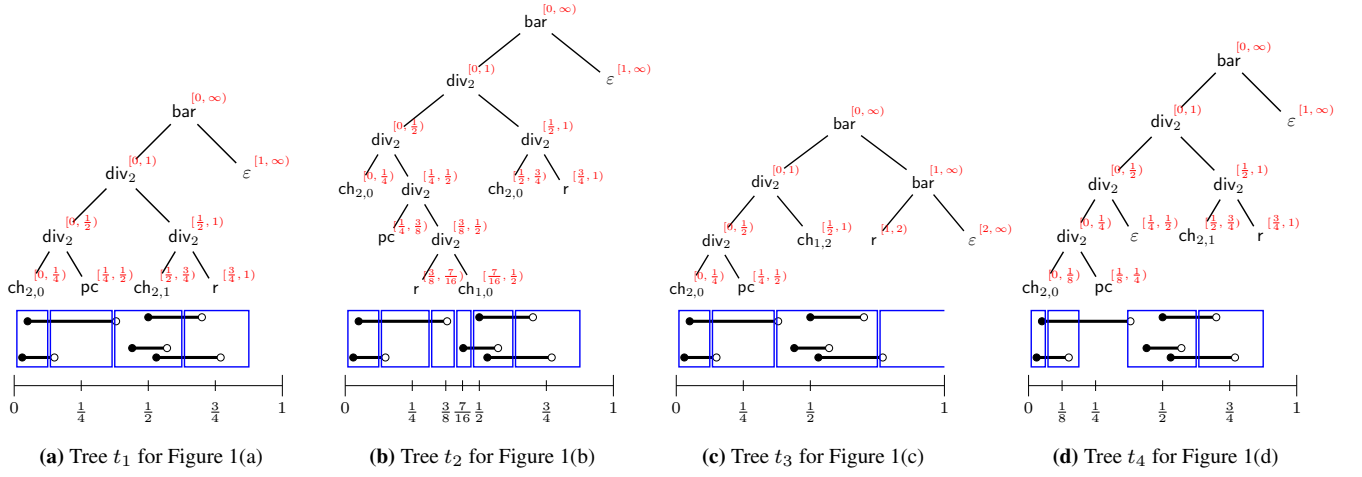 bar [0, ∞)
div₂ [0, 1)
ε [1, ∞)
div₂ [0, 1/2)
div₂ [1/2, 1)
ch₂,₀ [0, 1/4)
pc [1/4, 1/2)
ch₂,₁ [1/2, 3/4)
r [3/4, 1)
0 1/4 1/2 3/4 1
(a) Tree t₁ for Figure 1(a)
bar [0, ∞)
div₂ [0, 1)
ε [1, ∞)
div₂ [0, 1/2)
div₂ [1/2, 1)
ch₂,₀ [0, 1/4)
div₂ [1/4, 1/2)
ch₂,₀ [1/2, 3/4)
r [3/4, 1)
pc [1/4, 3/8)
div₂ [3/8, 1/2)
r [3/8, 7/16)
ch₁,₀ [7/16, 1/2)
0 1/4 3/8 7/16 1/2 3/4 1
(b) Tree t₂ for Figure 1(b)
bar [0, ∞)
div₂ [0, 1)
bar [1, ∞)
div₂ [0, 1/2)
ch₁,₂ [1/2, 1)
r [1, 2)
ε [2, ∞)
ch₂,₀ [0, 1/4)
pc [1/4, 1/2)
0 1/4 1/2 1
(c) Tree t₃ for Figure 1(c)
bar [0, ∞)
div₂ [0, 1)
ε [1, ∞)
div₂ [0, 1/2)
div₂ [1/2, 1)
div₂ [0, 1/4)
ε [1/4, 1/2)
ch₂,₁ [1/2, 3/4)
r [3/4, 1)
ch₂,₀ [0, 1/8)
pc [1/8, 1/4)
0 1/8 1/4 1/2 3/4 1
(d) Tree t₄ for Figure 1(d)